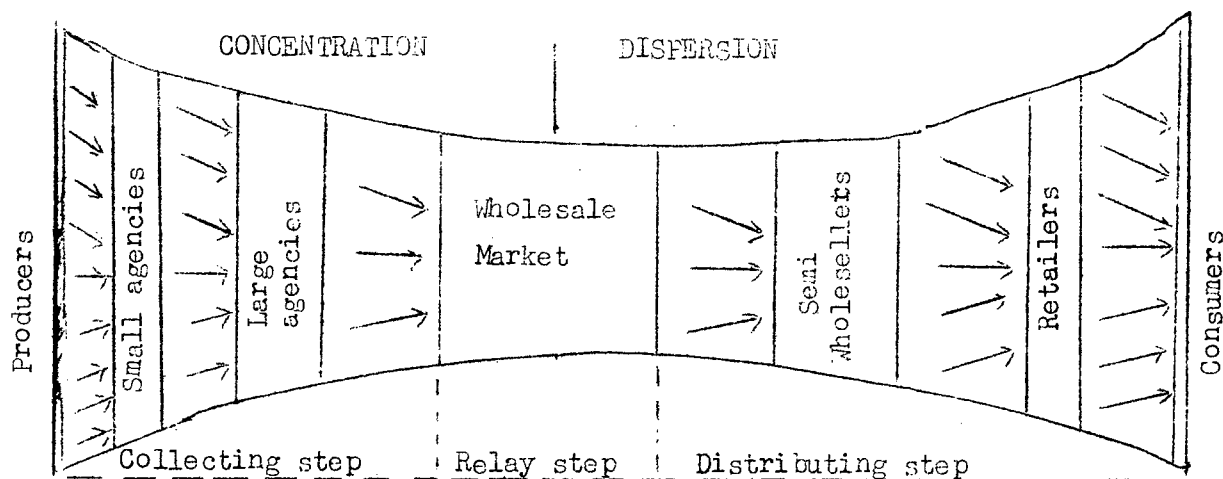 CONCENTRATION
DISPERSION
Producers
Small agencies
Large
agencies
Wholesale
Market
Semi
Wholesellers
Retailers
Consumers
Collecting step
Relay step
Distributing step